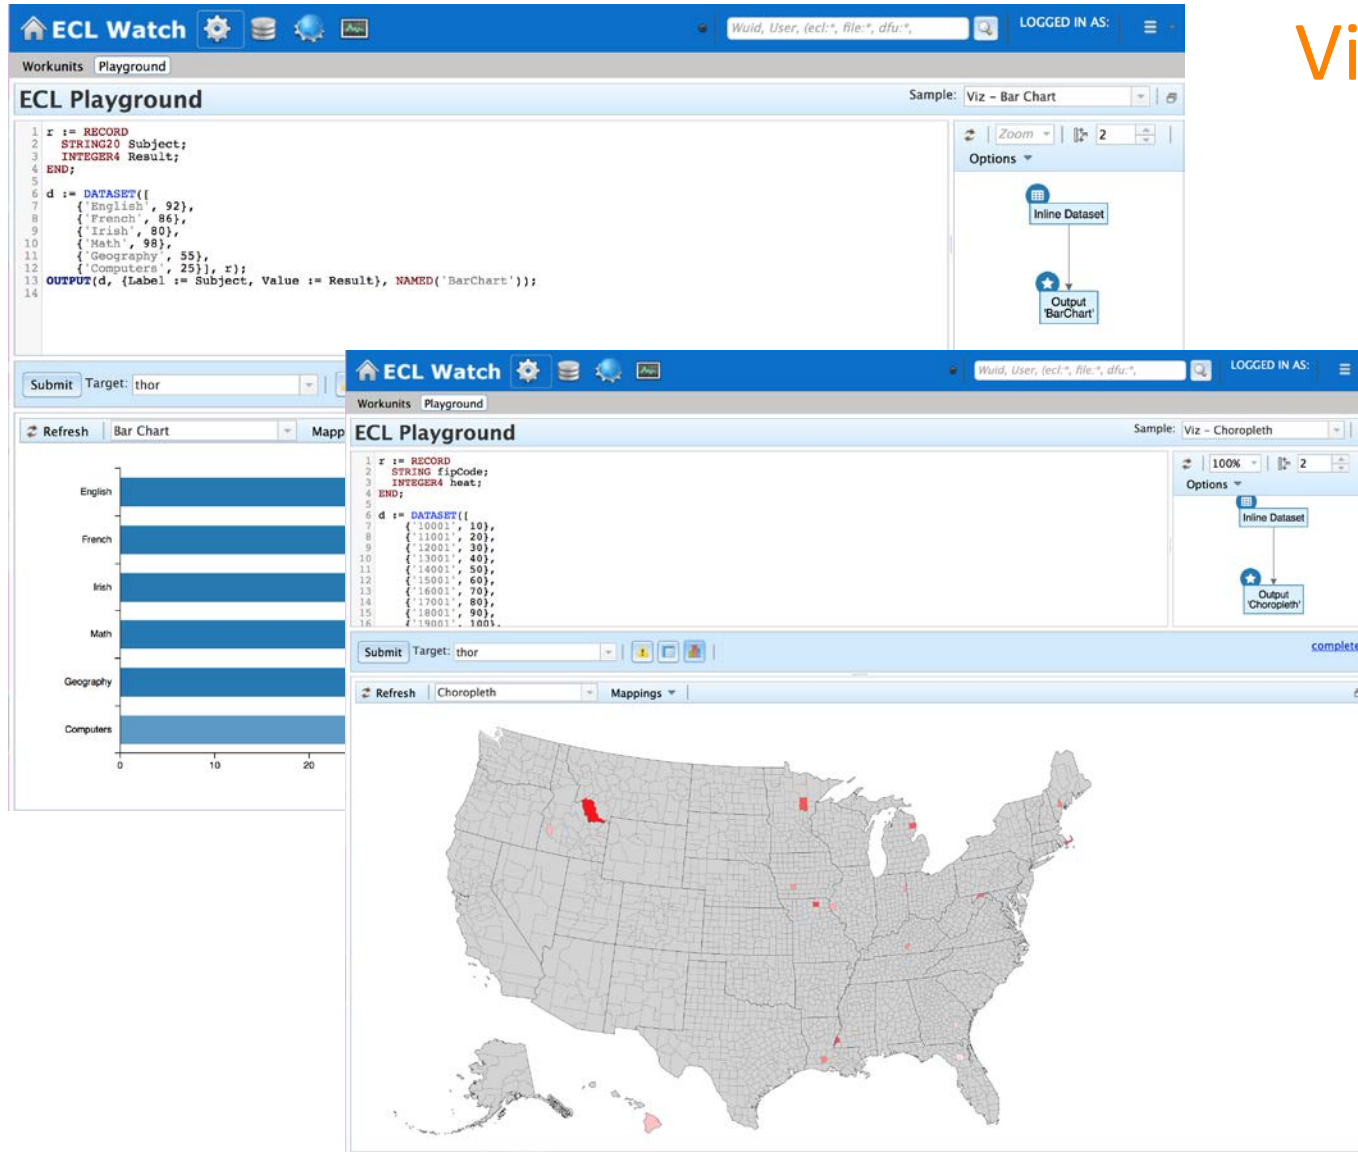 Vi
ECL Watch
Wuid, User, (ecl:*, file:*, dfu:*,
LOGGED IN AS:
Workunits Playground
ECL Playground
Sample: Viz - Bar Chart
1 r := RECORD
2 STRING20 Subject;
3 INTEGER4 Result;
4 END;
5
6 d := DATASET([
7 {'English', 92},
8 {'French', 86},
9 {'Irish', 80},
10 {'Math', 98},
11 {'Geography', 55},
12 {'Computers', 25}], r);
13 OUTPUT(d, {Label := Subject, Value := Result}, NAMED('BarChart'));
14
Zoom 2
Options
Inline Dataset
Output
'BarChart'
Submit Target: thor
Refresh Bar Chart Mapp
English
French
Irish
Math
Geography
Computers
0 10 20
ECL Watch
Wuid, User, (ecl:*, file:*, dfu:*,
LOGGED IN AS:
Workunits Playground
ECL Playground
Sample: Viz - Choropleth
1 r := RECORD
2 STRING fipCode;
3 INTEGER4 heat;
4 END;
5
6 d := DATASET([
7 {'10001', 10},
8 {'11001', 20},
9 {'12001', 30},
10 {'13001', 40},
11 {'14001', 50},
12 {'15001', 60},
13 {'16001', 70},
14 {'17001', 80},
15 {'18001', 90},
16 {'19001', 100},
100% 2
Options
Inline Dataset
Output
'Choropleth'
Submit Target: thor
complete
Refresh Choropleth Mappings